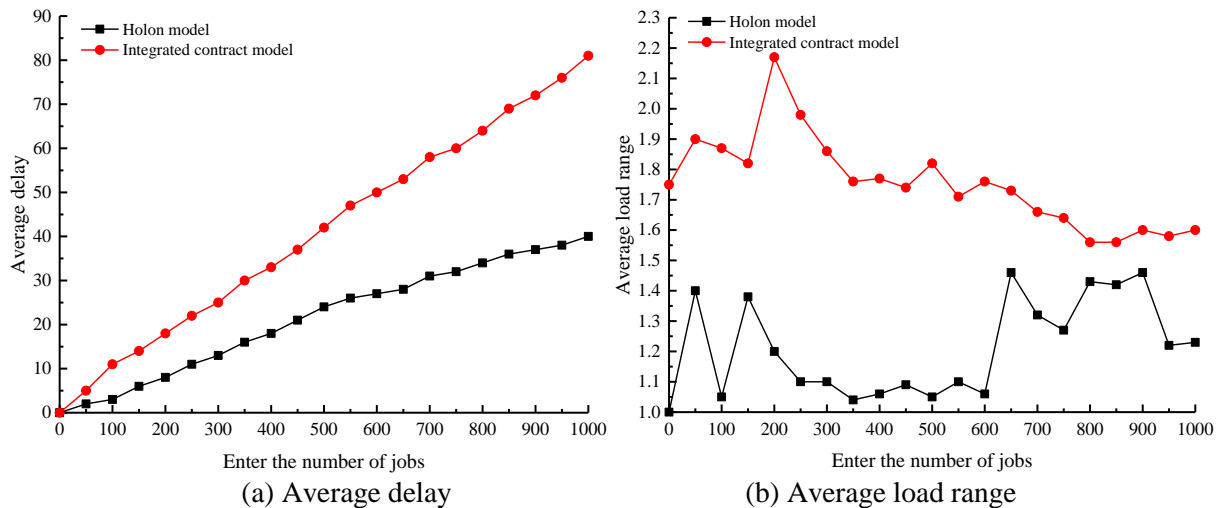 90
80
70
60
50
40
30
20
10
0
Average delay
Holon model
Integrated contract model
0 100 200 300 400 500 600 700 800 900 1000
Enter the number of jobs
(a) Average delay
2.3
2.2
2.1
2.0
1.9
1.8
1.7
1.6
1.5
1.4
1.3
1.2
1.1
1.0
Average load range
Holon model
Integrated contract model
0 100 200 300 400 500 600 700 800 900 1000
Enter the number of jobs
(b) Average load range